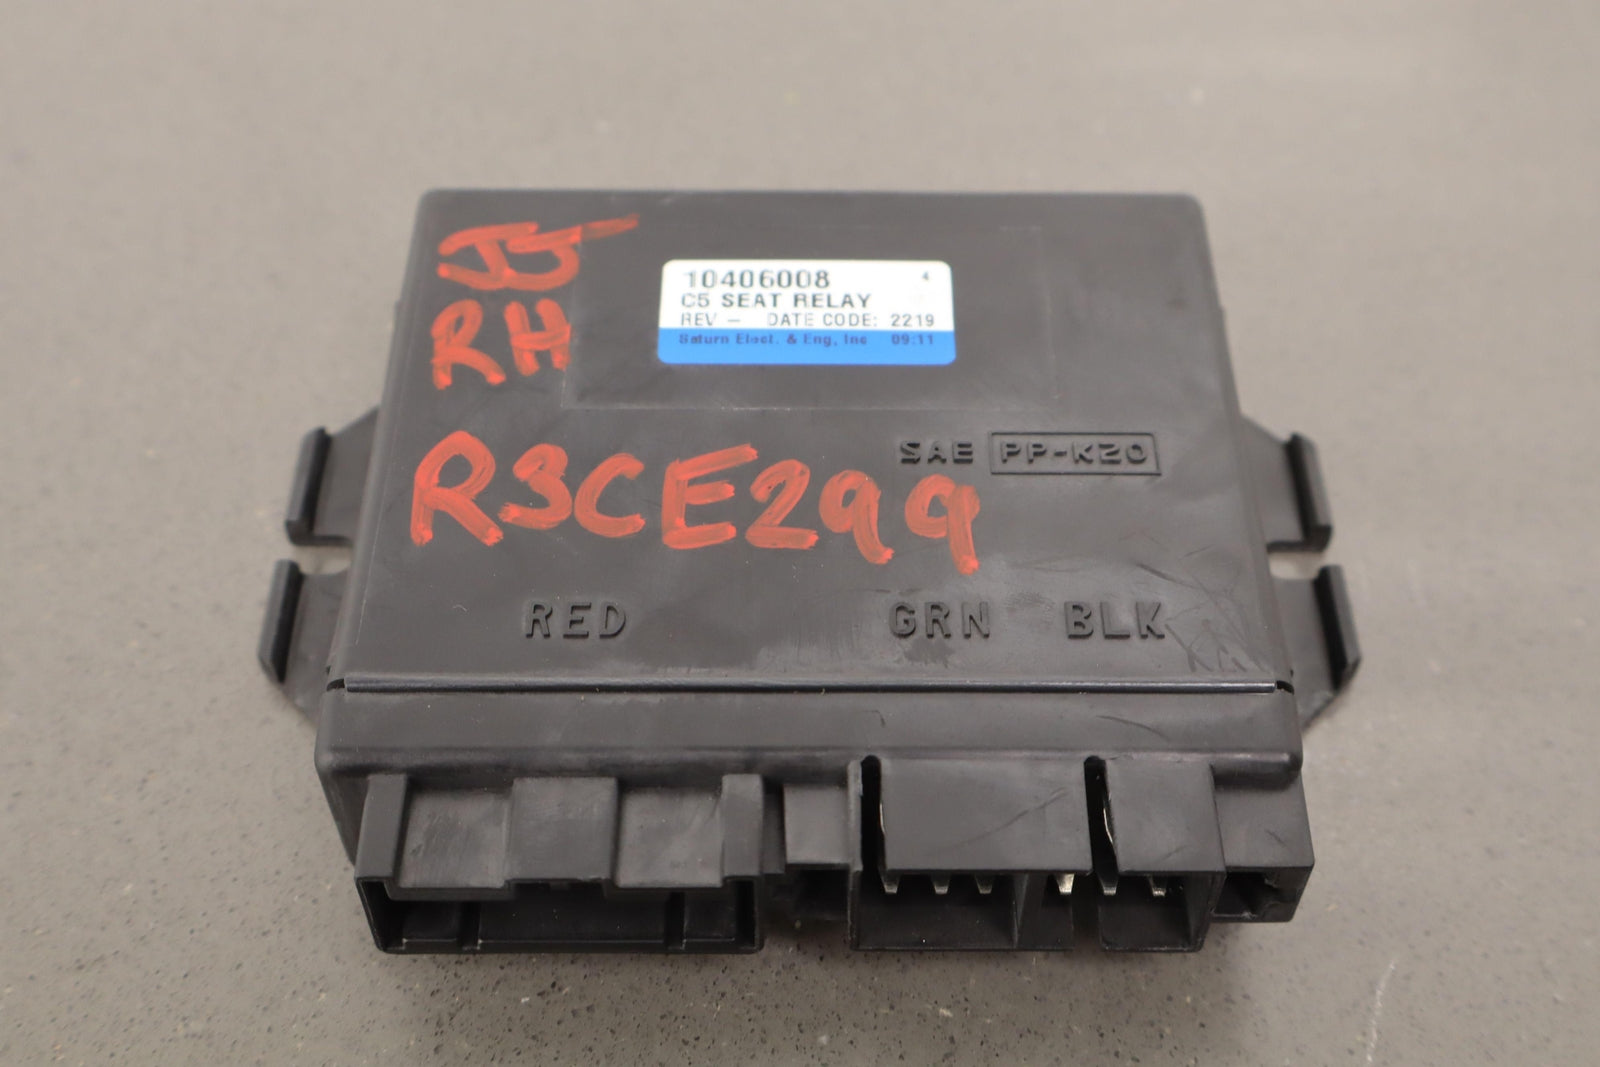 RH
10406008 4
C5 SEAT RELAY
REV – DATE CODE: 2219
Saturn Elect. & Eng, Inc 09:11
SAE PP-K20
R3CE299
RED GRN BLK